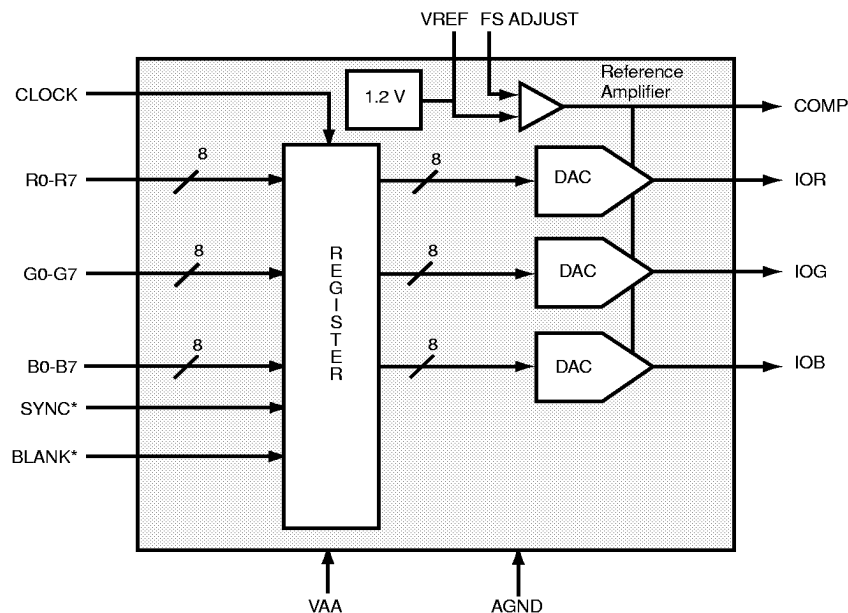 VREF FS ADJUST
CLOCK
1.2 V
Reference
Amplifier
COMP
R0-R7
8
8
DAC
IOR
G0-G7
8
8
DAC
IOG
REGISTER
B0-B7
8
8
DAC
IOB
SYNC*
BLANK*
VAA
AGND